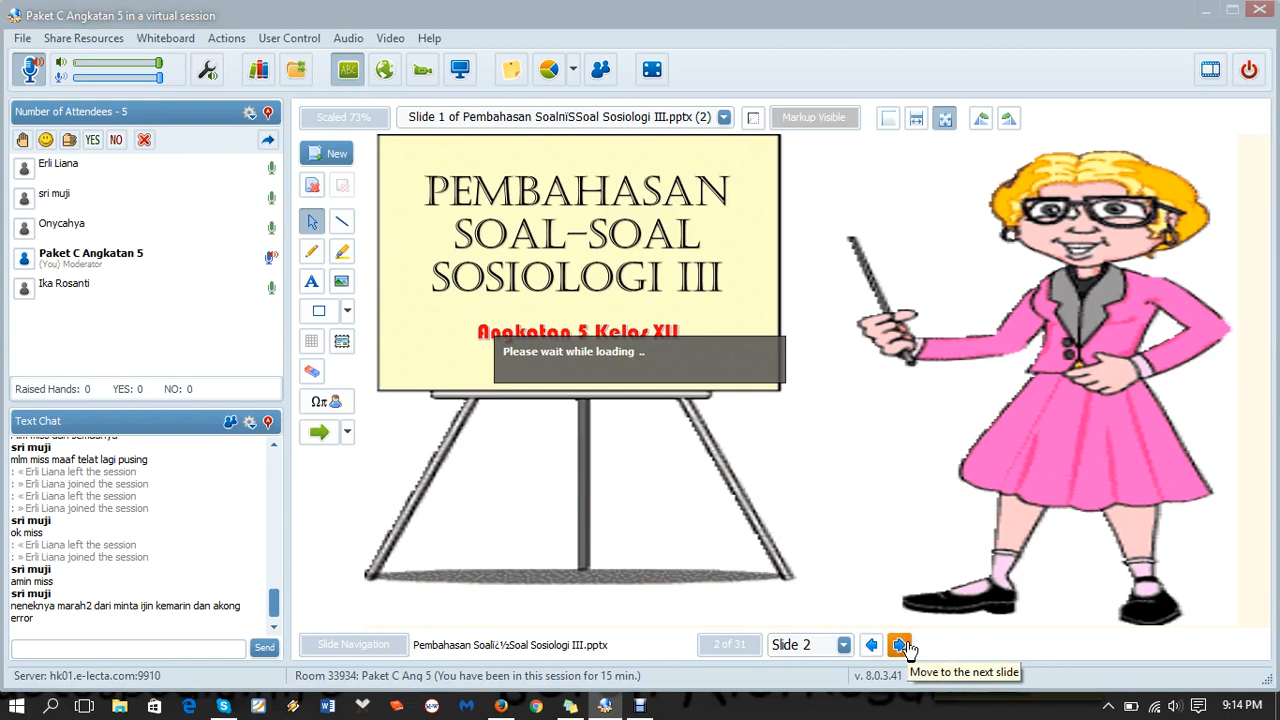 Paket C Angkatan 5 in a virtual session
File Share Resources Whiteboard Actions User Control Audio Video Help
Number of Attendees - 5
YES NO
Erli Liana
sri muji
Onycahya
Paket C Angkatan 5
(You) Moderator
Ika Rosanti
Raised Hands: 0 YES: 0 NO: 0
Text Chat
sri muji
mlm miss maaf telat lagi pusing
: « Erli Liana left the session
: » Erli Liana joined the session
: « Erli Liana left the session
: » Erli Liana joined the session
sri muji
ok miss
: « Erli Liana left the session
: » Erli Liana joined the session
sri muji
amin miss
sri muji
neneknya marah2 dari minta ijin kemarin dan akong
error
Send
Scaled 73% Slide 1 of Pembahasan SoalпSSoal Sosiologi III.pptx (2) Markup Visible
New
A
Ωπ
ABC
PEMBAHASAN
SOAL-SOAL
SOSIOLOGI III
Angkatan 5 Kelas XII
Please wait while loading ..
Slide Navigation Pembahasan Soalï¿½Soal Sosiologi III.pptx 2 of 31 Slide 2
Move to the next slide
Server: hk01.e-lecta.com:9910 Room 33934: Paket C Ang 5 (You have been in this session for 15 min.) v. 8.0.3.41
9:14 PM